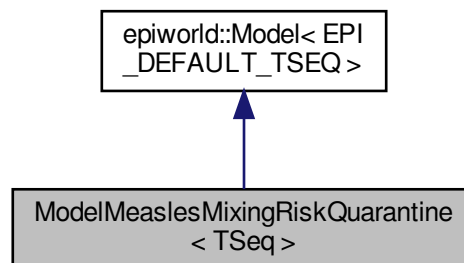 epiworld::Model< EPI
_DEFAULT_TSEQ >
ModelMeaslesMixingRiskQuarantine
< TSeq >